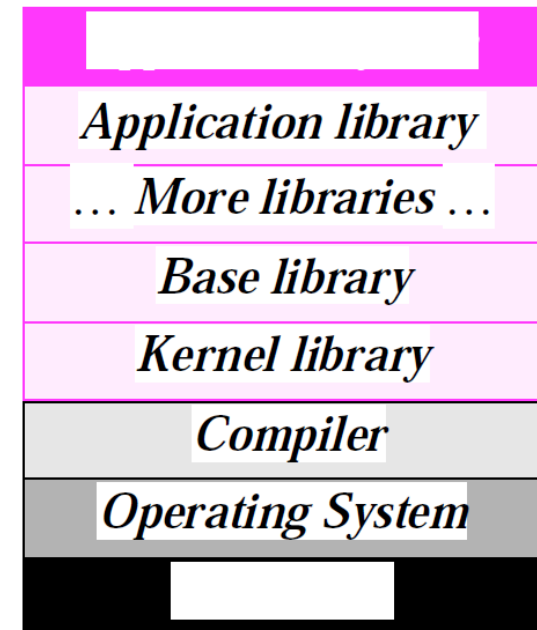 Application library
... More libraries ...
Base library
Kernel library
Compiler
Operating System